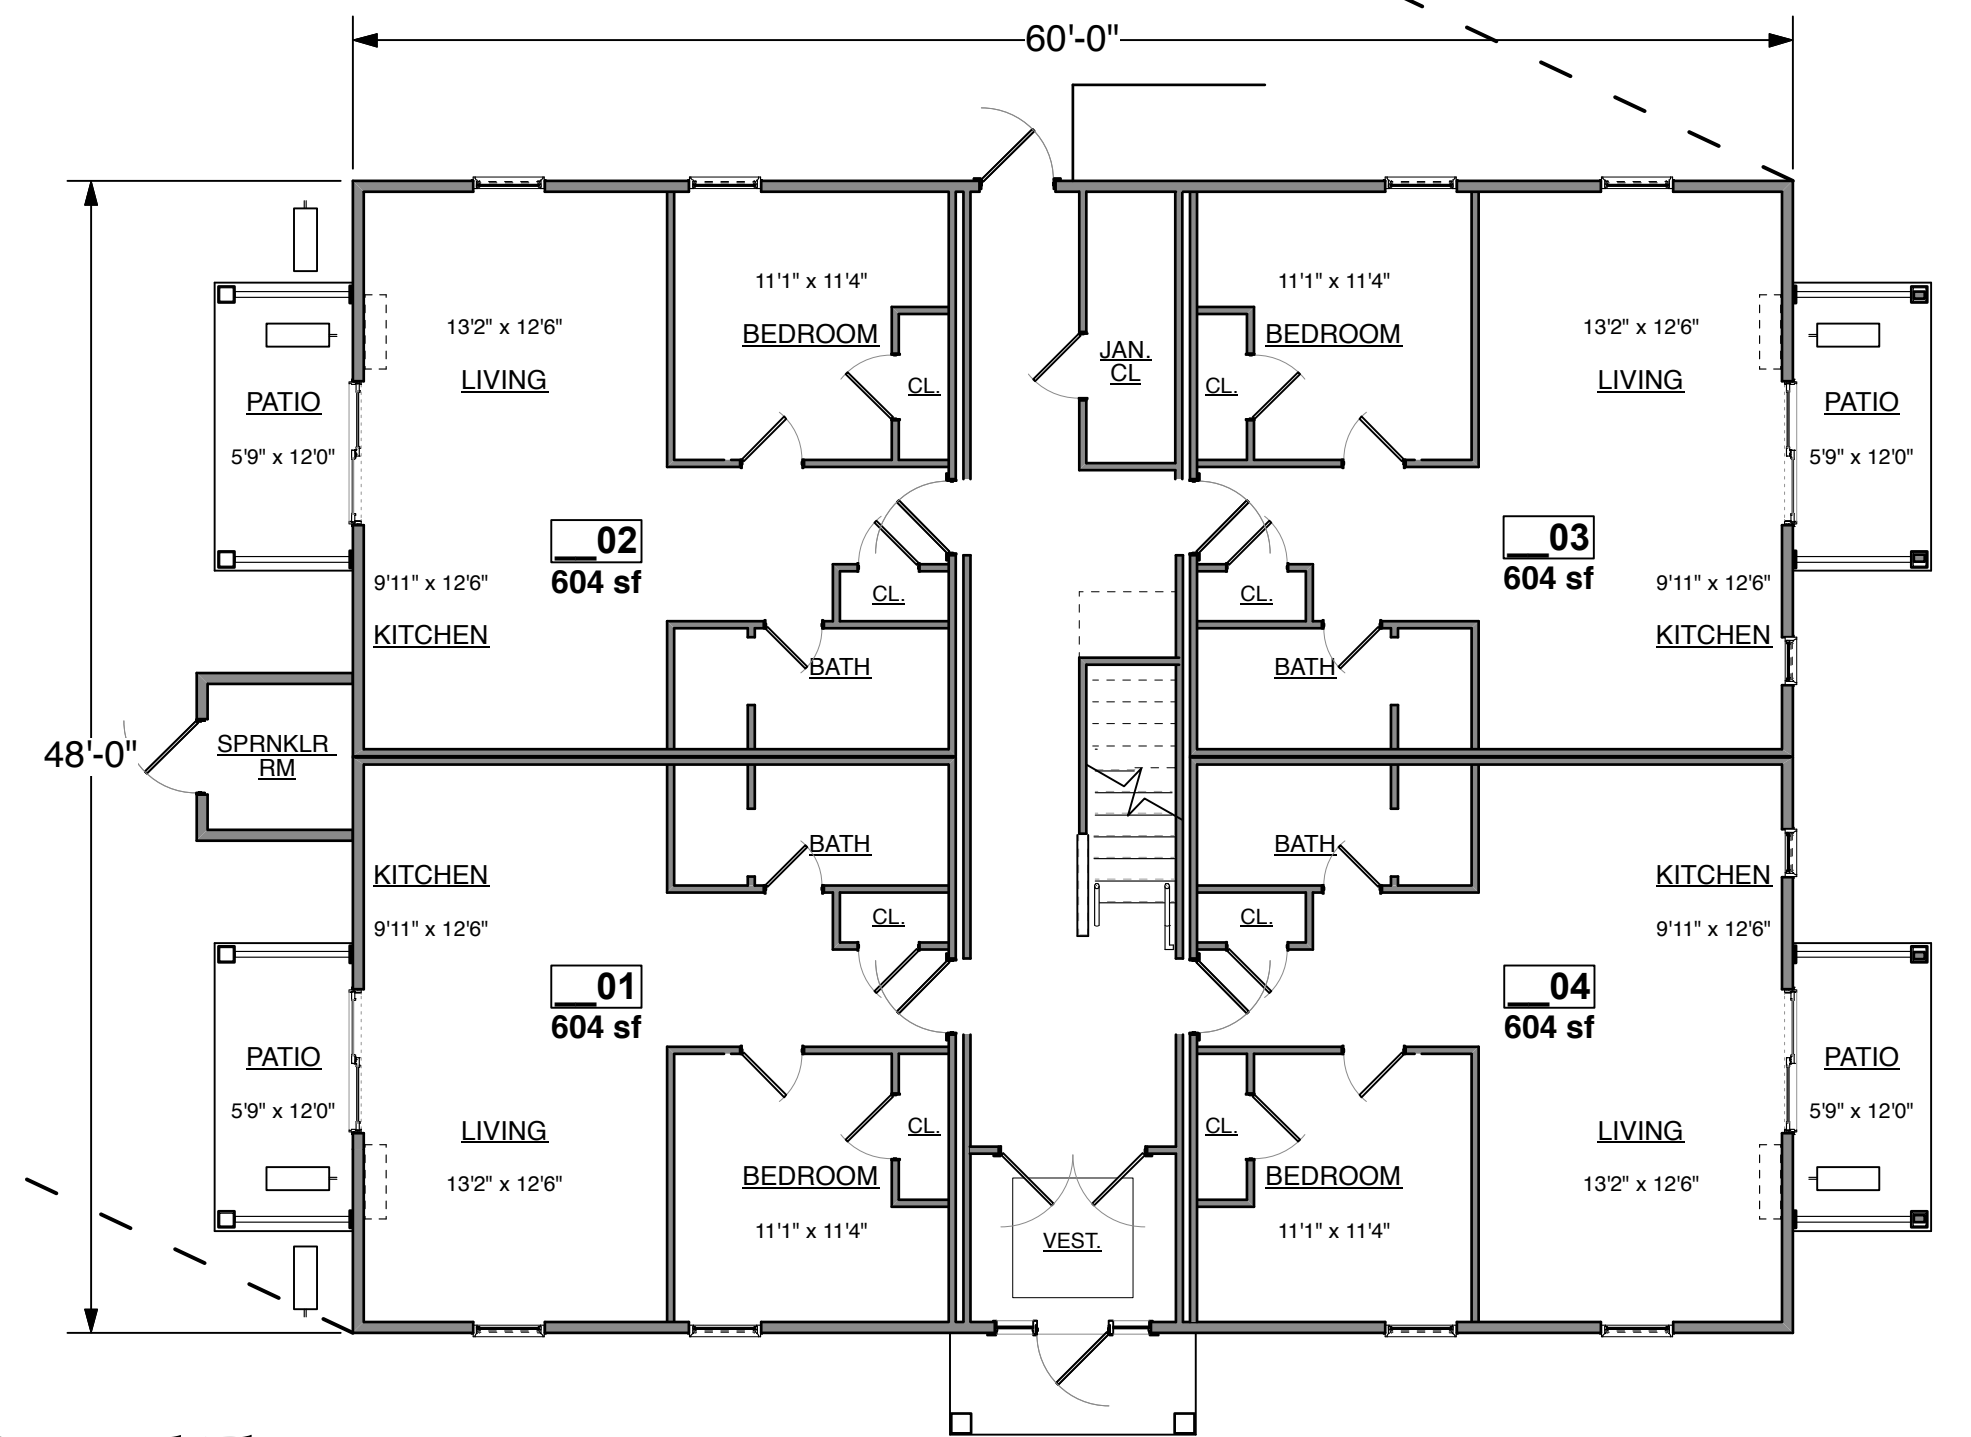 60'-0"
11'1" x 11'4"
11'1" x 11'4"
13'2" x 12'6"
BEDROOM
BEDROOM
13'2" x 12'6"
LIVING
JAN.
CL
LIVING
CL.
CL.
PATIO
PATIO
5'9" x 12'0"
5'9" x 12'0"
___02
604 sf
___03
604 sf
9'11" x 12'6"
9'11" x 12'6"
CL.
CL.
KITCHEN
KITCHEN
BATH
BATH
48'-0"
SPRNKLR
RM
BATH
BATH
KITCHEN
KITCHEN
9'11" x 12'6"
CL.
CL.
9'11" x 12'6"
___01
604 sf
___04
604 sf
PATIO
PATIO
5'9" x 12'0"
5'9" x 12'0"
LIVING
CL.
CL.
LIVING
BEDROOM
BEDROOM
13'2" x 12'6"
13'2" x 12'6"
11'1" x 11'4"
11'1" x 11'4"
VEST.